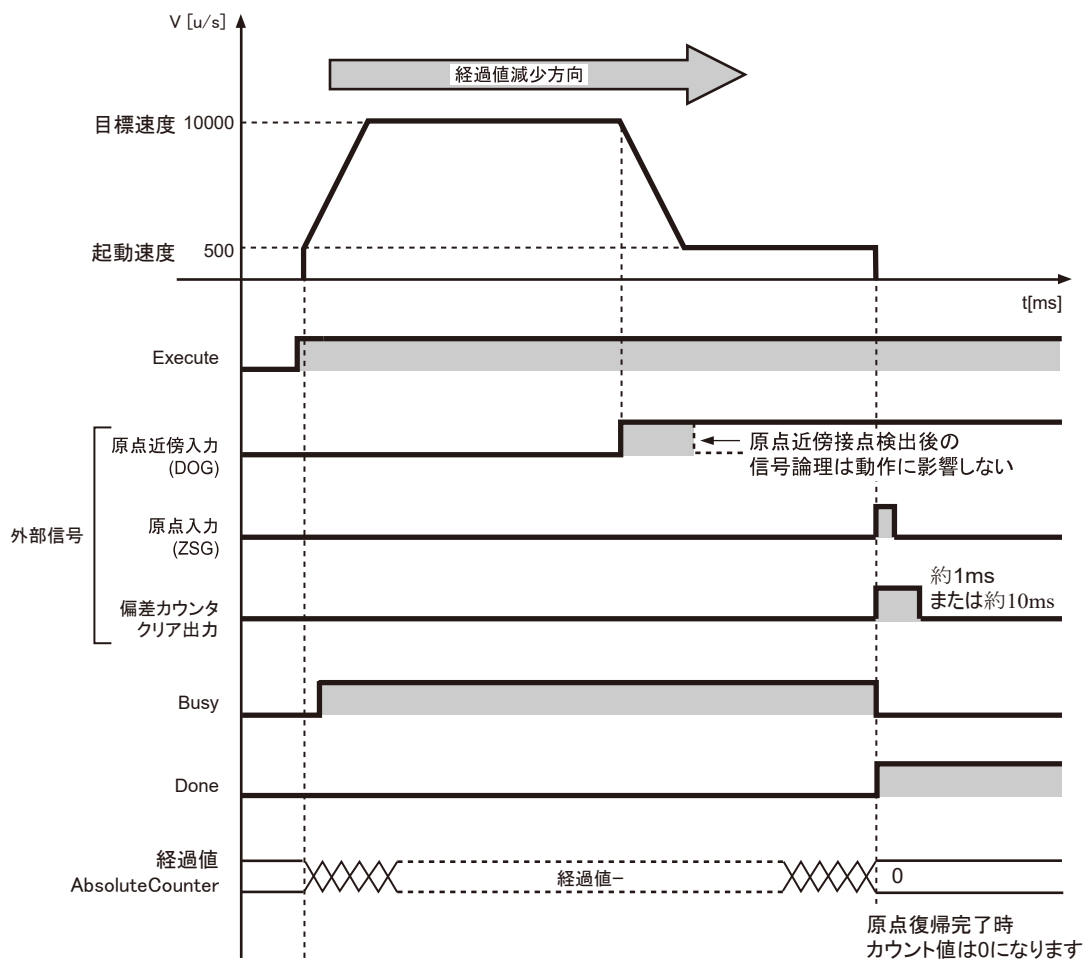 V [u/s]
経過値減少方向
目標速度 10000
起動速度 500
t[ms]
Execute
原点近傍入力
(DOG)
原点近傍接点検出後の
信号論理は動作に影響しない
外部信号
原点入力
(ZSG)
約1ms
または約10ms
偏差カウンタ
クリア出力
Busy
Done
経過値
AbsoluteCounter
経過値−
0
原点復帰完了時
カウント値は0になります